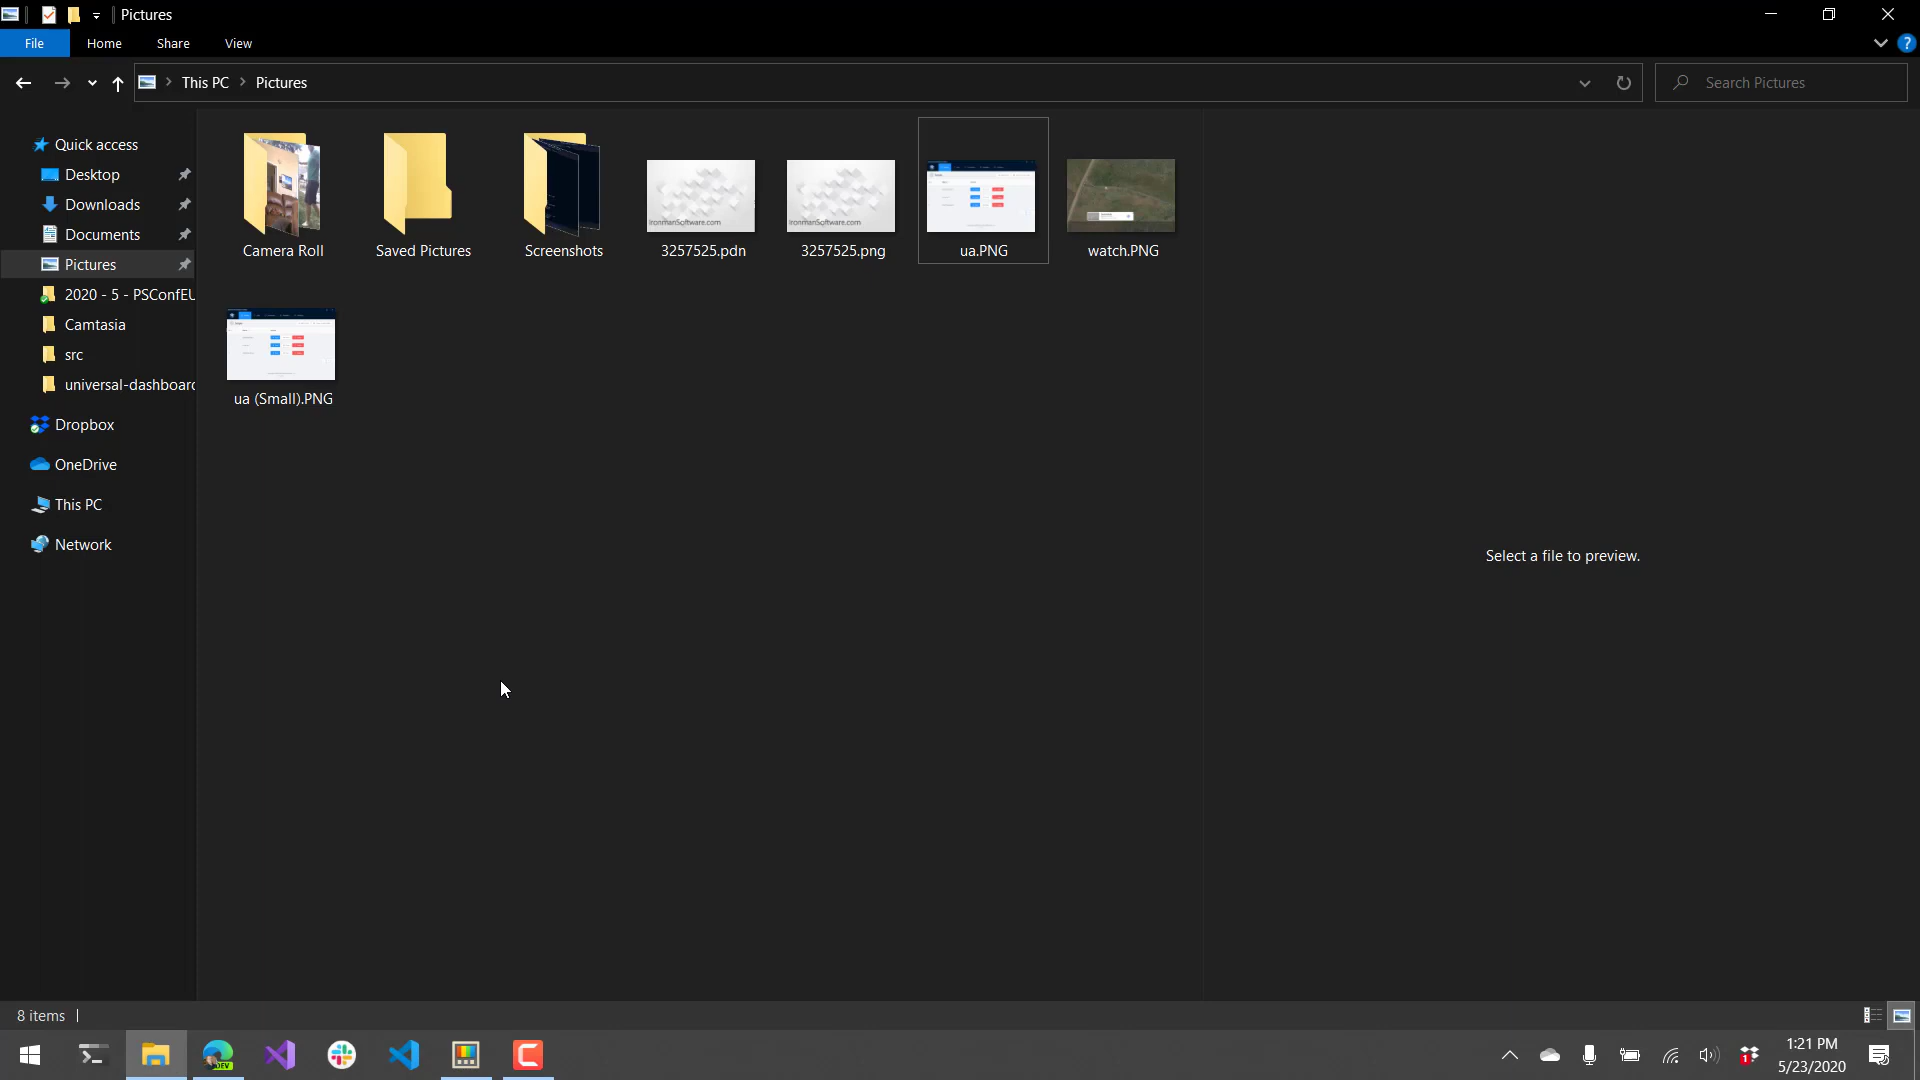 Pictures
File Home Share View
?
This PC Pictures
Search Pictures
Quick access
Desktop
Downloads
Documents
Pictures
2020 - 5 - PSConfEU
Camtasia
src
universal-dashboard
Dropbox
OneDrive
This PC
Network
IronmanSoftware.com
IronmanSoftware.com
Camera Roll
Saved Pictures
Screenshots
3257525.pdn
3257525.png
ua.PNG
watch.PNG
ua (Small).PNG
Select a file to preview.
8 items
DEV
1
1:21 PM
5/23/2020